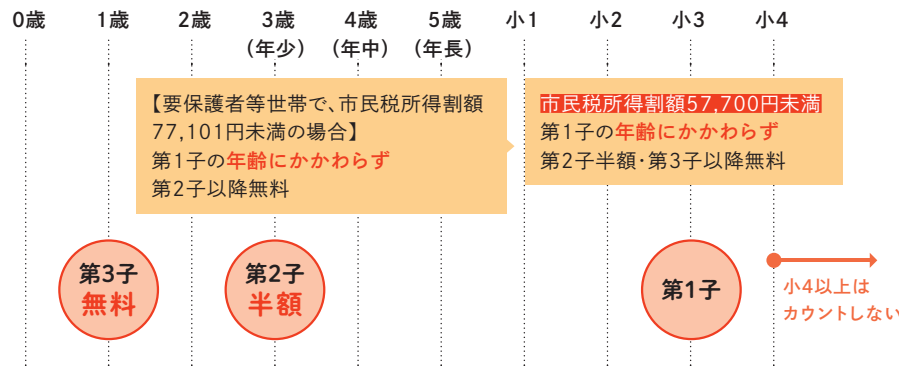 0歳 1歳 2歳 3歳 4歳 5歳 小1 小2 小3 小4
(年少) (年中) (年長)
【要保護者等世帯で、市民税所得割額
77,101円未満の場合】
第1子の年齢にかかわらず
第2子以降無料
市民税所得割額57,700円未満
第1子の年齢にかかわらず
第2子半額・第3子以降無料
第3子
無料
第2子
半額
第1子
小4以上は
カウントしない